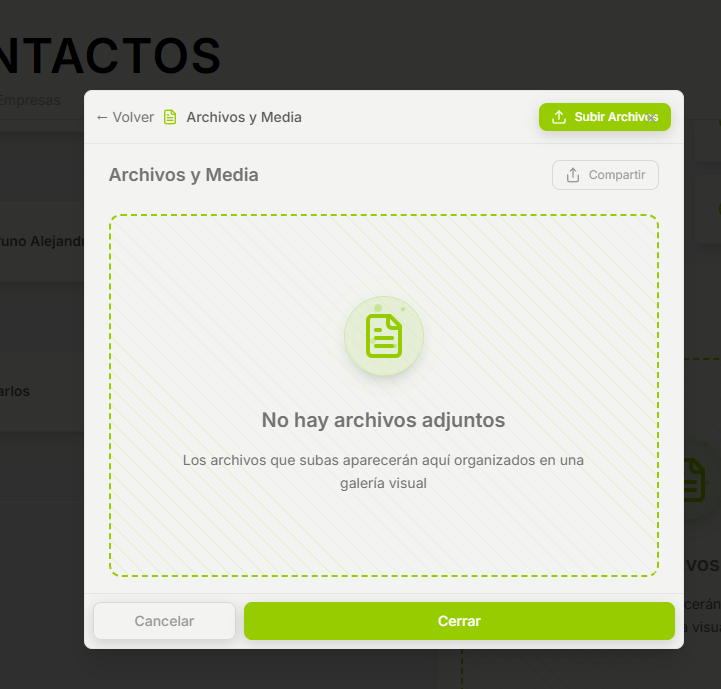 NTACTOS
Empresas
← Volver Archivos y Media
Subir Archivos
Archivos y Media
Compartir
runo Alejandr
arlos
No hay archivos adjuntos
Los archivos que subas aparecerán aquí organizados en una
galería visual
vos
cerán
a visu
Cancelar
Cerrar